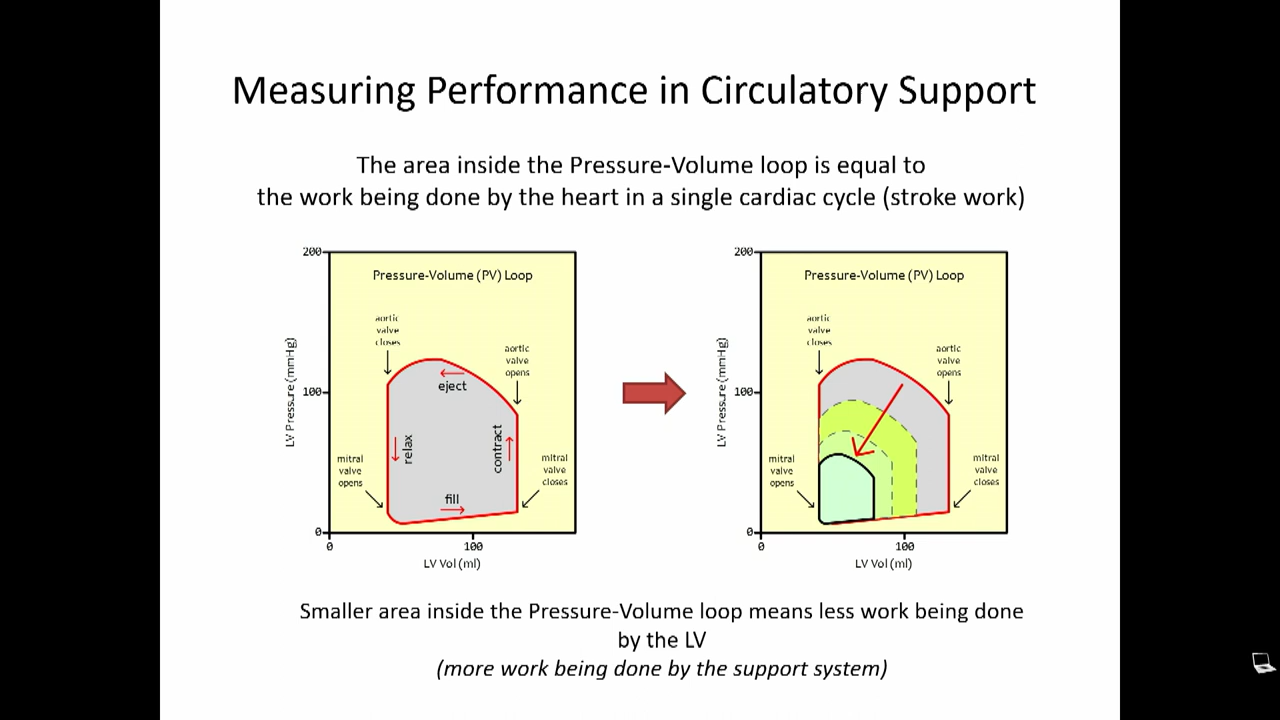 Measuring Performance in Circulatory Support
The area inside the Pressure-Volume loop is equal to
the work being done by the heart in a single cardiac cycle (stroke work)
200
Pressure-Volume (PV) Loop
aortic
valve
closes
aortic
valve
opens
eject
100
LV Pressure (mmHg)
relax
contract
mitral
valve
opens
mitral
valve
closes
fill
0
0
100
LV Vol (ml)
200
Pressure-Volume (PV) Loop
aortic
valve
closes
aortic
valve
opens
100
LV Pressure (mmHg)
mitral
valve
opens
mitral
valve
closes
0
0
100
LV Vol (ml)
Smaller area inside the Pressure-Volume loop means less work being done
by the LV
(more work being done by the support system)